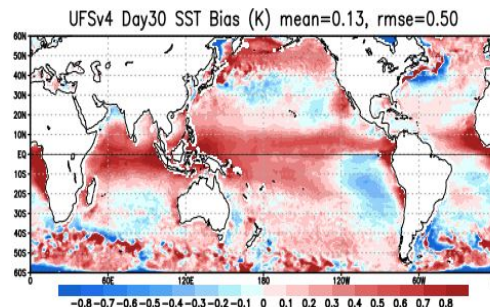 UFSv4 Day30 SST Bias (K) mean=0.13, rmse=0.50
60N
50N
40N
30N
20N
10N
EQ
10S
20S
30S
40S
50S
60S
0 60E 120E 180 120W 60W
-0.8 -0.7 -0.6 -0.5 -0.4 -0.3 -0.2 -0.1 0 0.1 0.2 0.3 0.4 0.5 0.6 0.7 0.8